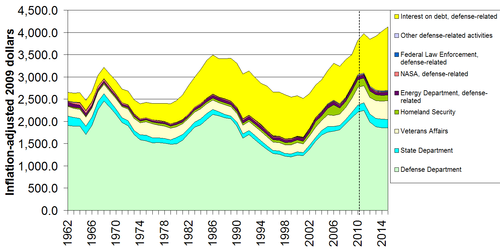 Inflation-adjusted 2009 dollars
4,500.0
4,000.0
3,500.0
3,000.0
2,500.0
2,000.0
1,500.0
1,000.0
500.0
0.0
1962
1966
1970
1974
1978
1982
1986
1990
1994
1998
2002
2006
2010
2014
Interest on debt, defense-related
Other defense-related activities
Federal Law Enforcement,
defense-related
NASA, defense-related
Energy Department, defense-
related
Homeland Security
Veterans Affairs
State Department
Defense Department